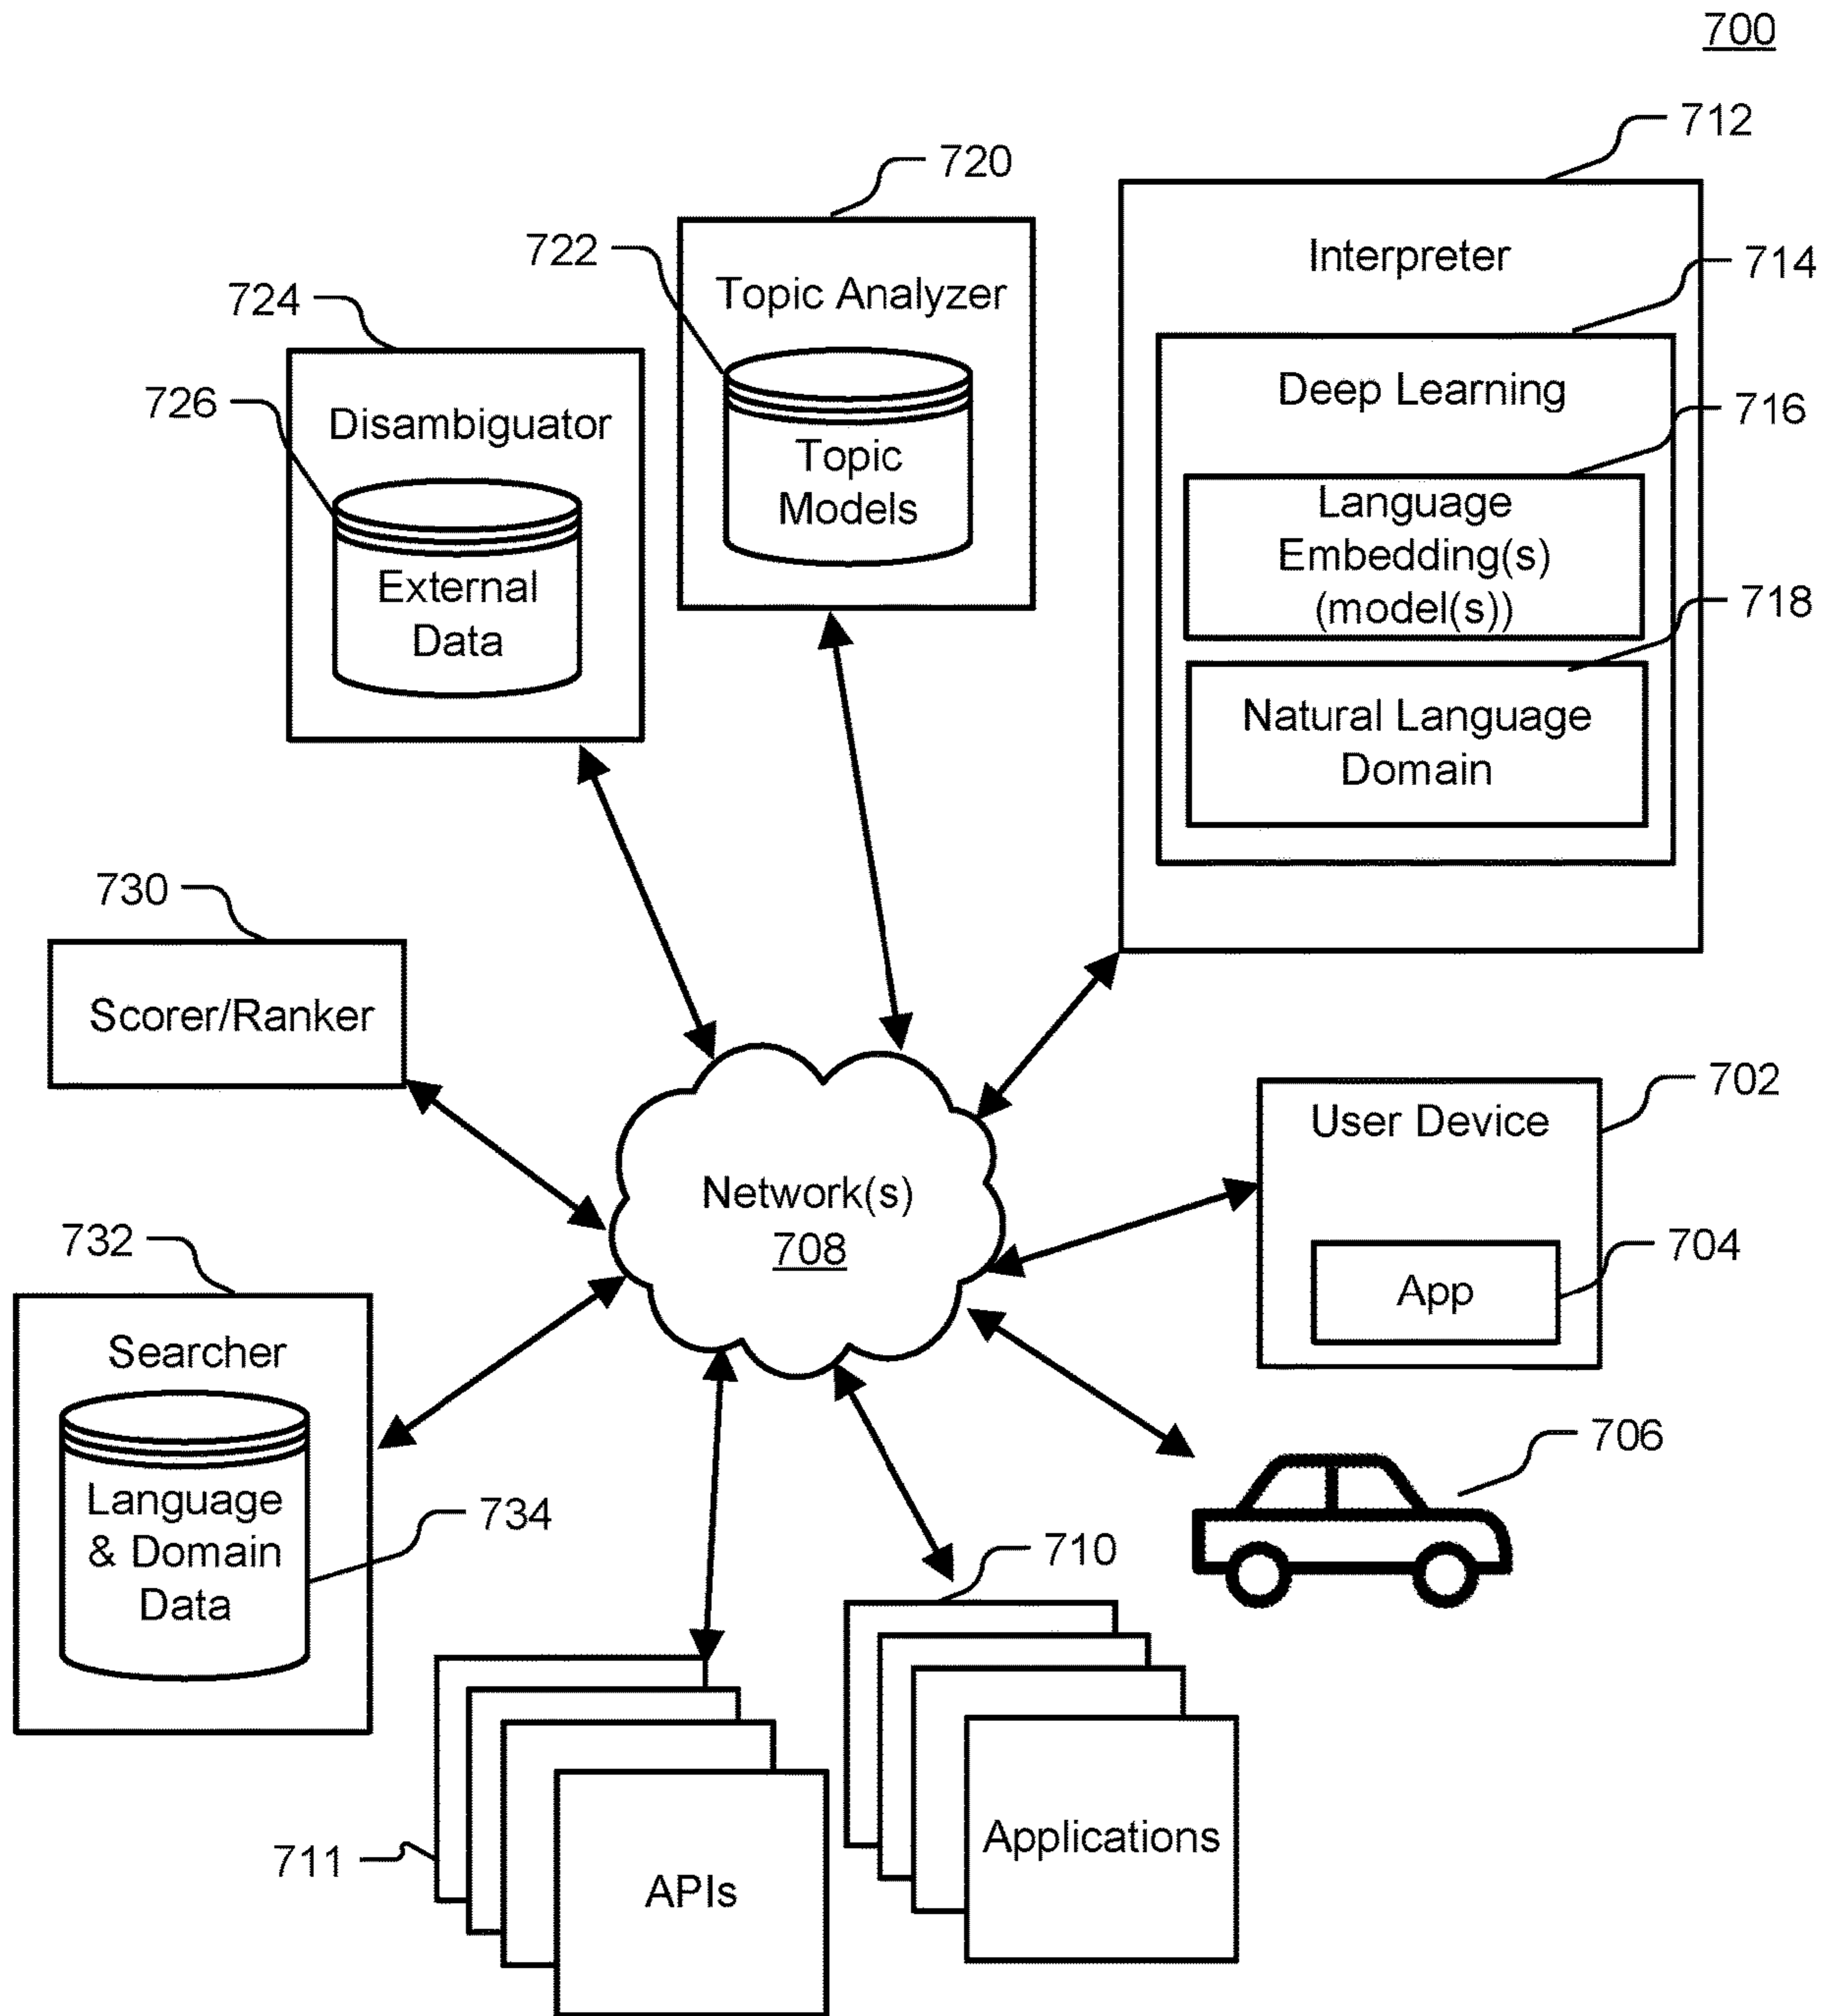 700
712
720
722
Topic Analyzer
Interpreter
714
724
726
Disambiguator
Topic
Models
Deep Learning
716
Language
Embedding(s)
(model(s))
718
External
Data
Natural Language
Domain
730
Scorer/Ranker
702
User Device
Network(s)
708
704
App
732
Searcher
Language
& Domain
Data
734
706
710
Applications
711
APIs